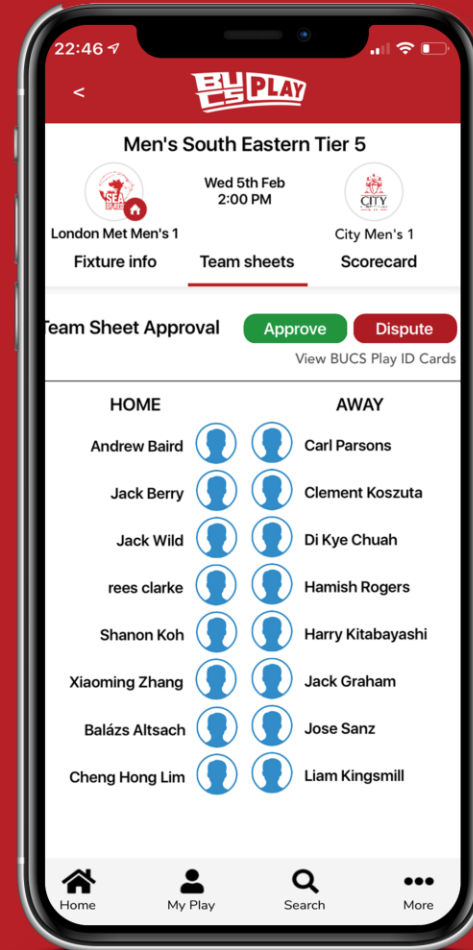 22:46
<
BUCS PLAY
Men's South Eastern Tier 5
Wed 5th Feb
2:00 PM
SEA
CITY
London Met Men's 1
City Men's 1
Fixture info Team sheets Scorecard
Team Sheet Approval Approve Dispute
View BUCS Play ID Cards
HOME AWAY
Andrew Baird Carl Parsons
Jack Berry Clement Koszuta
Jack Wild Di Kye Chuah
rees clarke Hamish Rogers
Shanon Koh Harry Kitabayashi
Xiaoming Zhang Jack Graham
Balázs Altsach Jose Sanz
Cheng Hong Lim Liam Kingsmill
Home My Play Search More